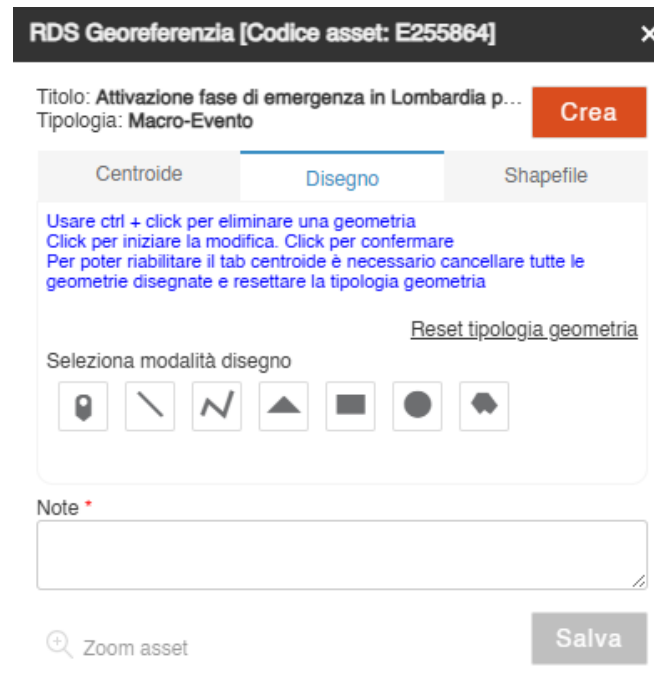 RDS Georeferenzia [Codice asset: E255864]
Titolo: Attivazione fase di emergenza in Lombardia p...
Tipologia: Macro-Evento
Crea
Centroide
Disegno
Shapefile
Usare ctrl + click per eliminare una geometria
Click per iniziare la modifica. Click per confermare
Per poter riabilitare il tab centroide è necessario cancellare tutte le
geometrie disegnate e resettare la tipologia geometria
Reset tipologia geometria
Seleziona modalità disegno
Note *
Zoom asset
Salva